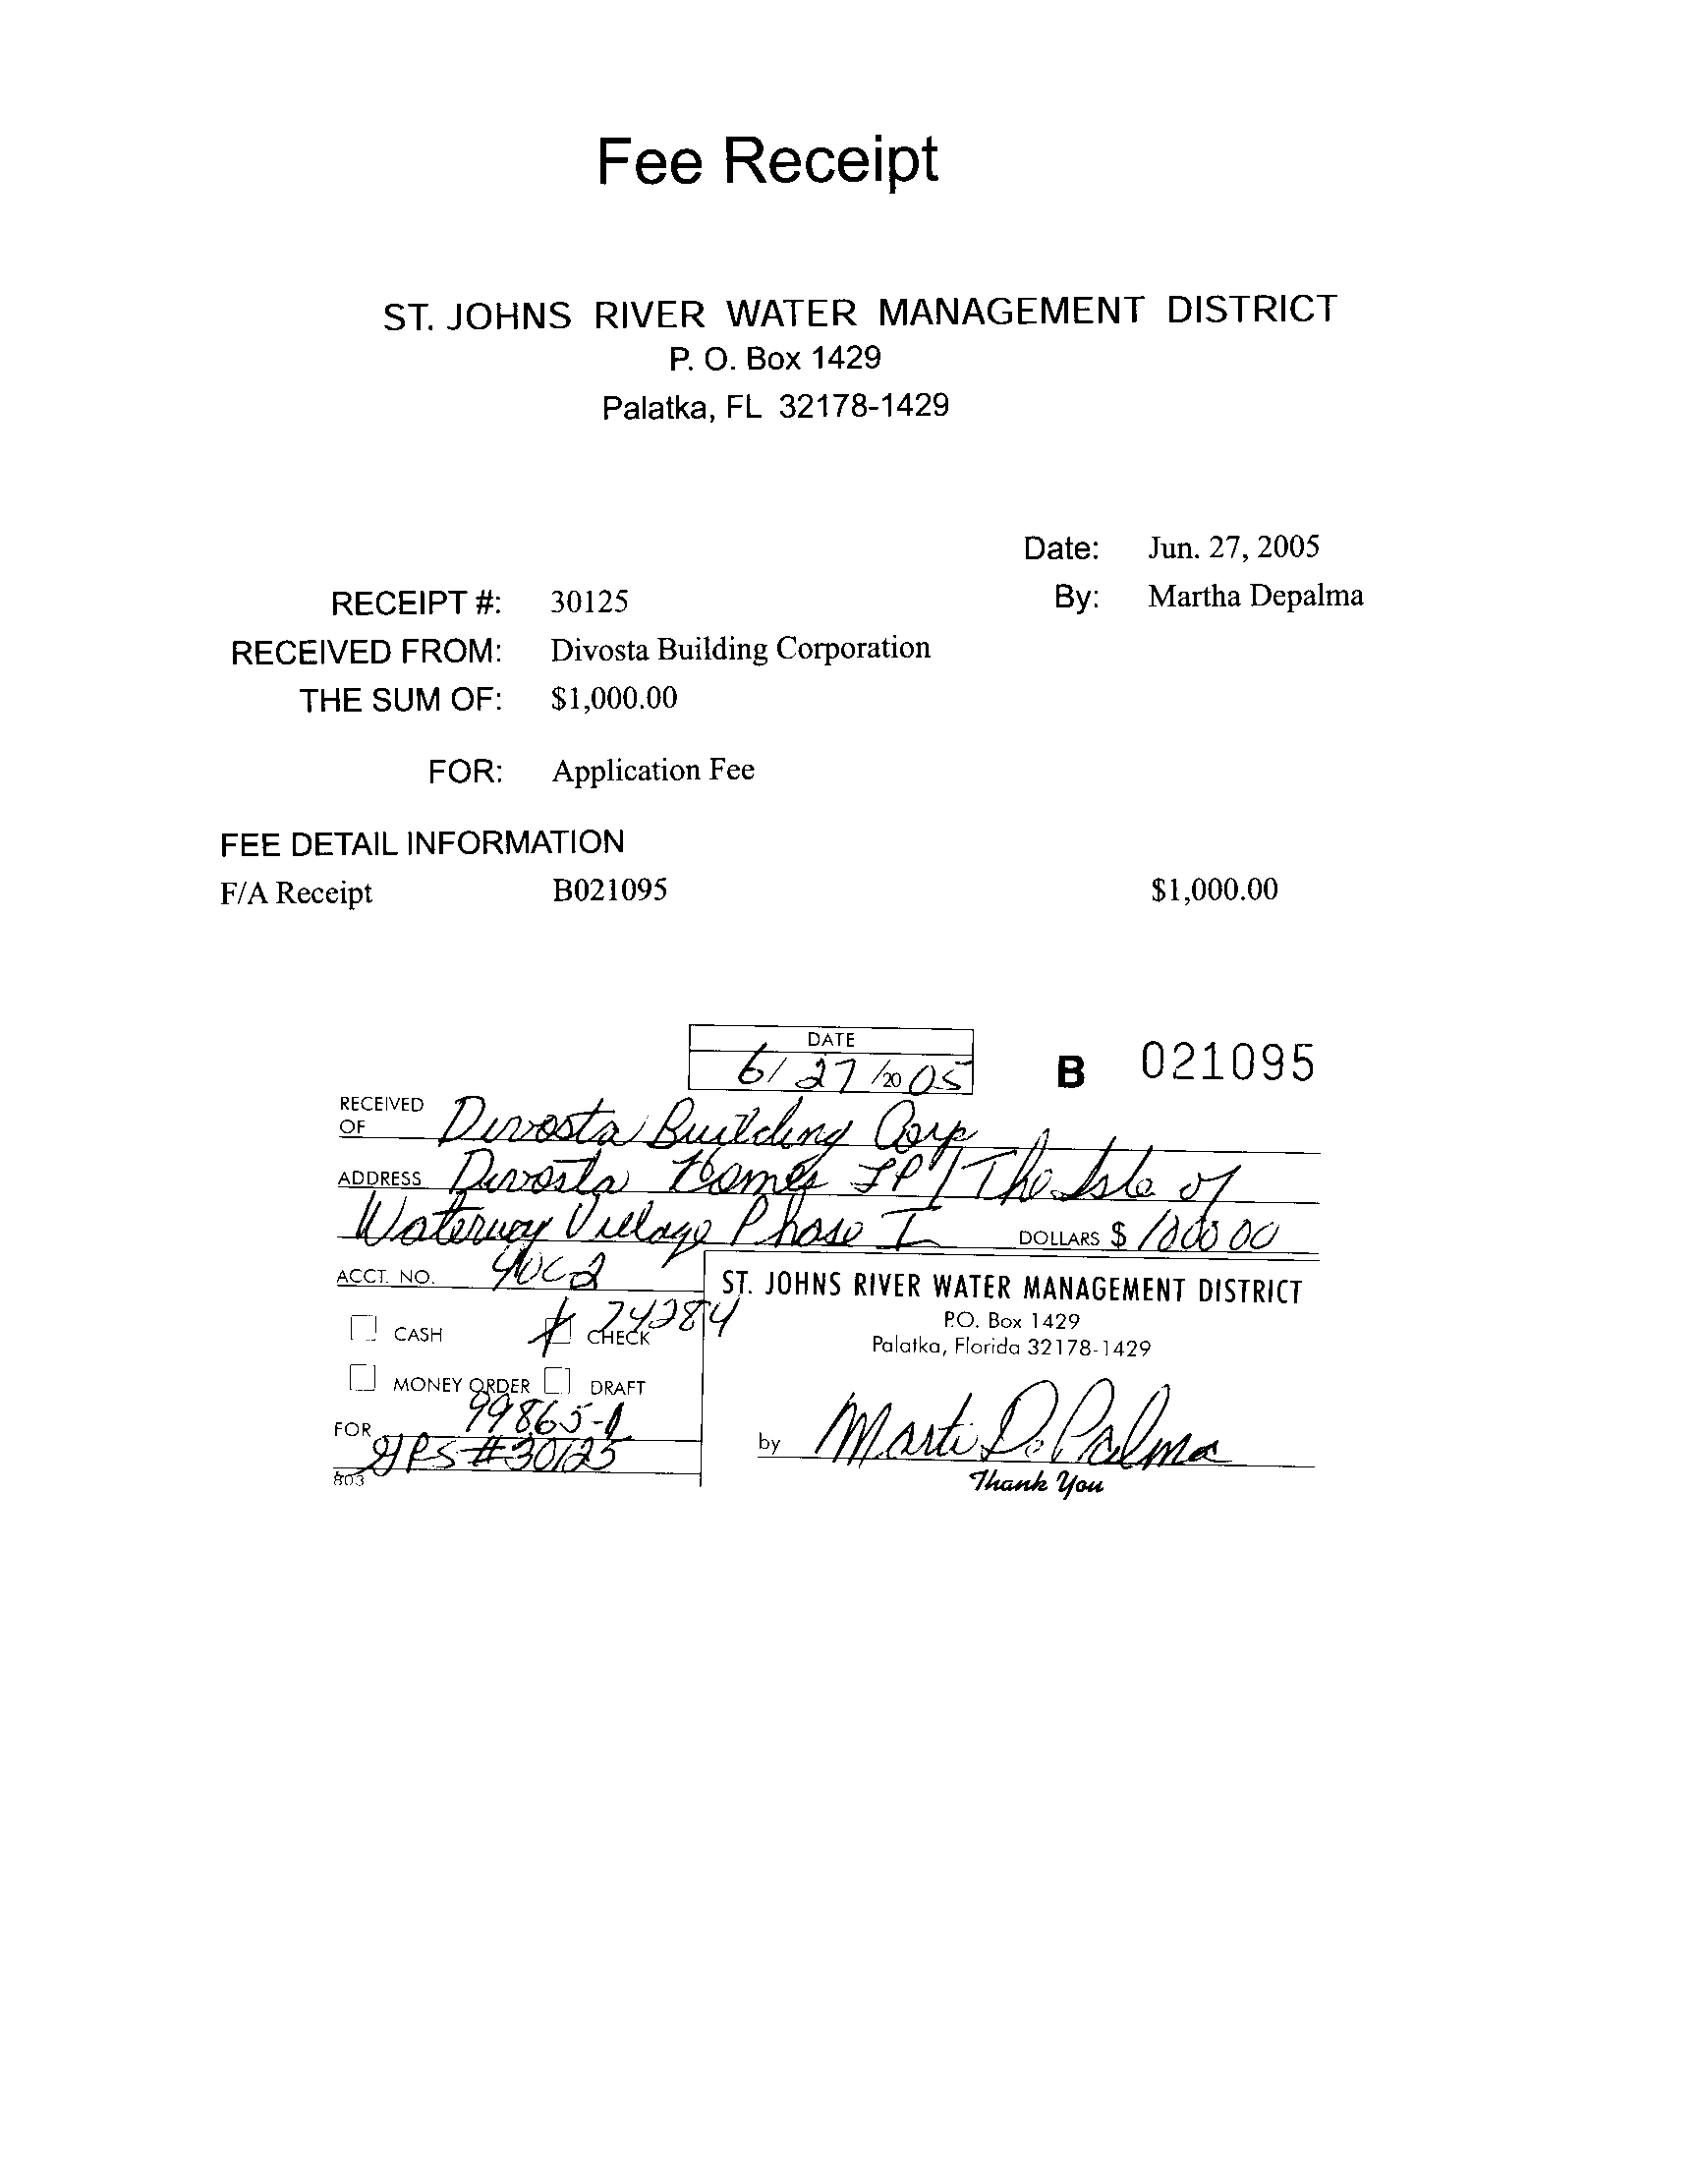 Fee Receipt
ST. JOHNS RIVER WATER MANAGEMENT DISTRICT
P. O. Box 1429
Palatka, FL 32178-1429
Date: Jun. 27, 2005
RECEIPT #: 30125 By: Martha Depalma
RECEIVED FROM: Divosta Building Corporation
THE SUM OF: $1,000.00
FOR: Application Fee
FEE DETAIL INFORMATION
F/A Receipt B021095 $1,000.00
DATE
6/27/2005 B 021095
RECEIVED OF Divosta Building Corp
ADDRESS Divosta Homes LP / The Isle of
Waterway Village Phase I DOLLARS $ 1000 00
ACCT. NO. 40C2
ST. JOHNS RIVER WATER MANAGEMENT DISTRICT
P.O. Box 1429
Palatka, Florida 32178-1429
CASH CHECK 24284
MONEY ORDER DRAFT
FOR 99865-1
#30125
803
by Marti DePalma
Thank You